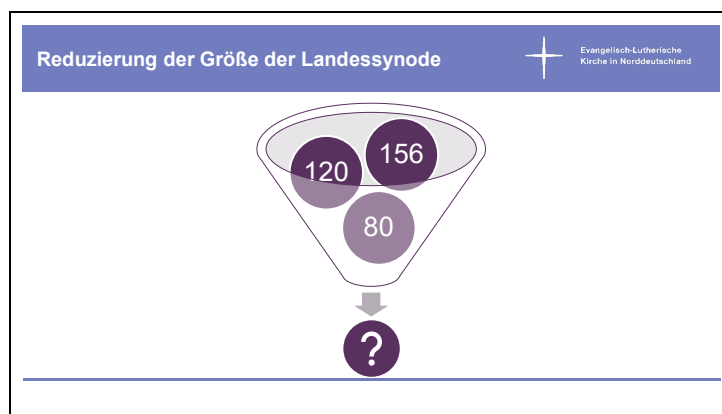 Reduzierung der Größe der Landessynode
Evangelisch-Lutherische
Kirche in Norddeutschland
120
156
80
?